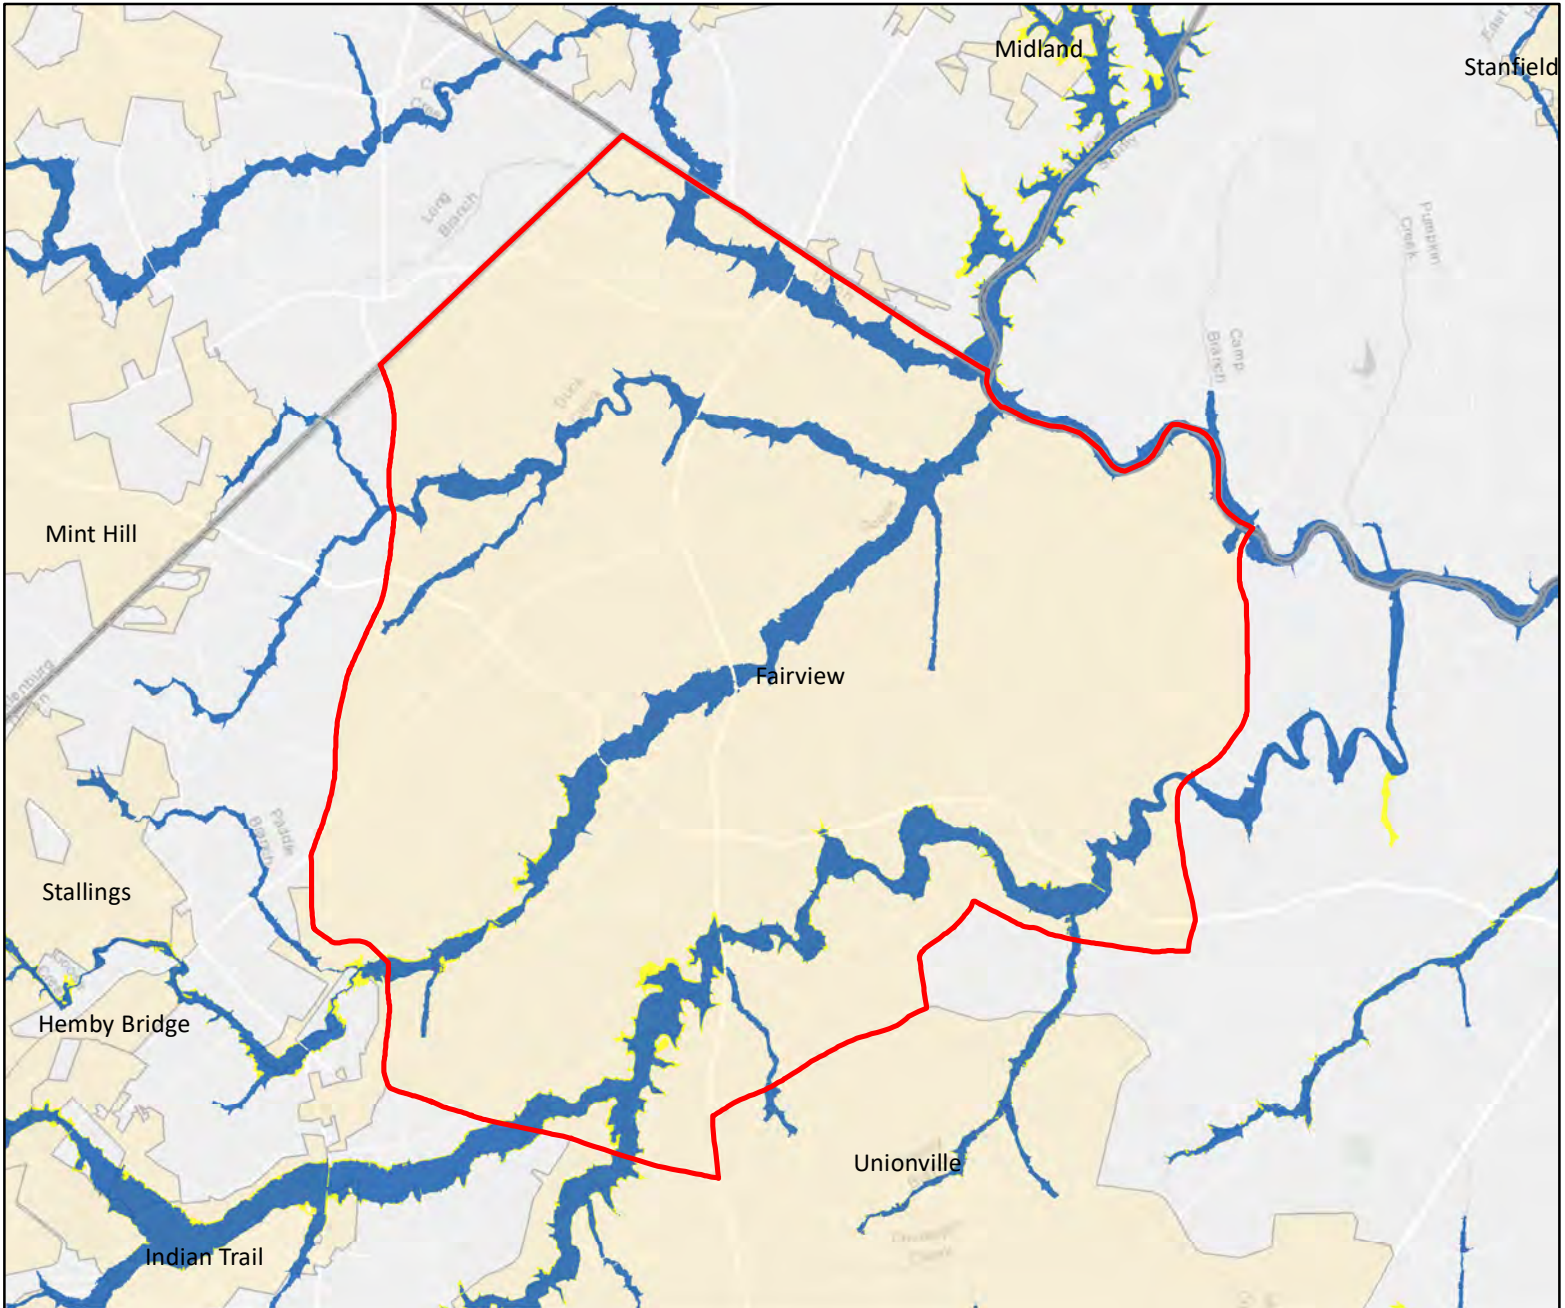 Midland
Stanfield
Long
Branch
Pumpkin
Creek
Camp
Branch
Duck
Mint Hill
Fairview
Paddle
Branch
Stallings
Hemby Bridge
Unionville
Indian Trail